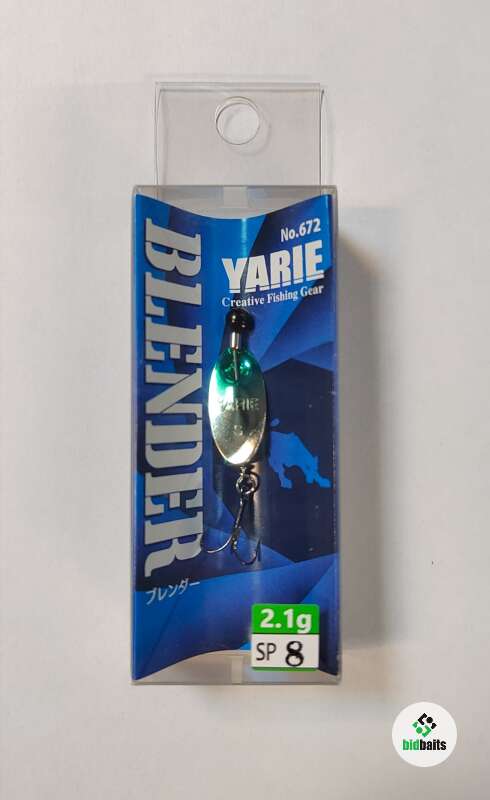 No.672
YARIE
Creative Fishing Gear
BLENDER
ブレンダー
YARIE
2.1g
SP 8
bidbaits